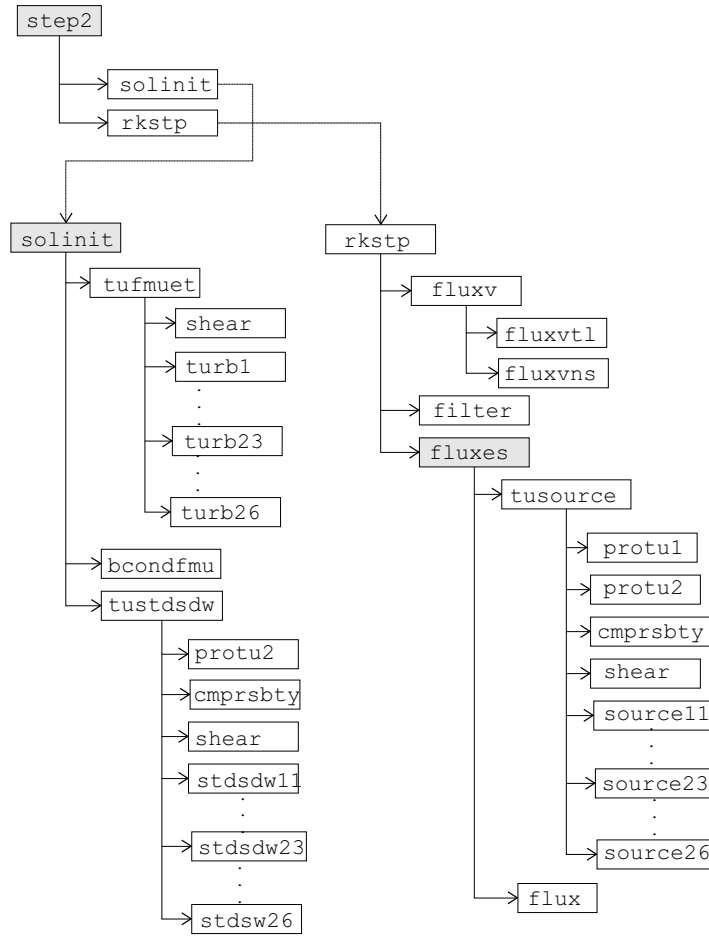 step2
solinit
rkstp
solinit
tufmuet
shear
turb1
turb23
turb26
bcondfmu
tustdsdw
protu2
cmprsbty
shear
stdsdw11
stdsdw23
stdsw26
rkstp
fluxv
fluxvtl
fluxvns
filter
fluxes
tusource
protu1
protu2
cmprsbty
shear
source11
source23
source26
flux